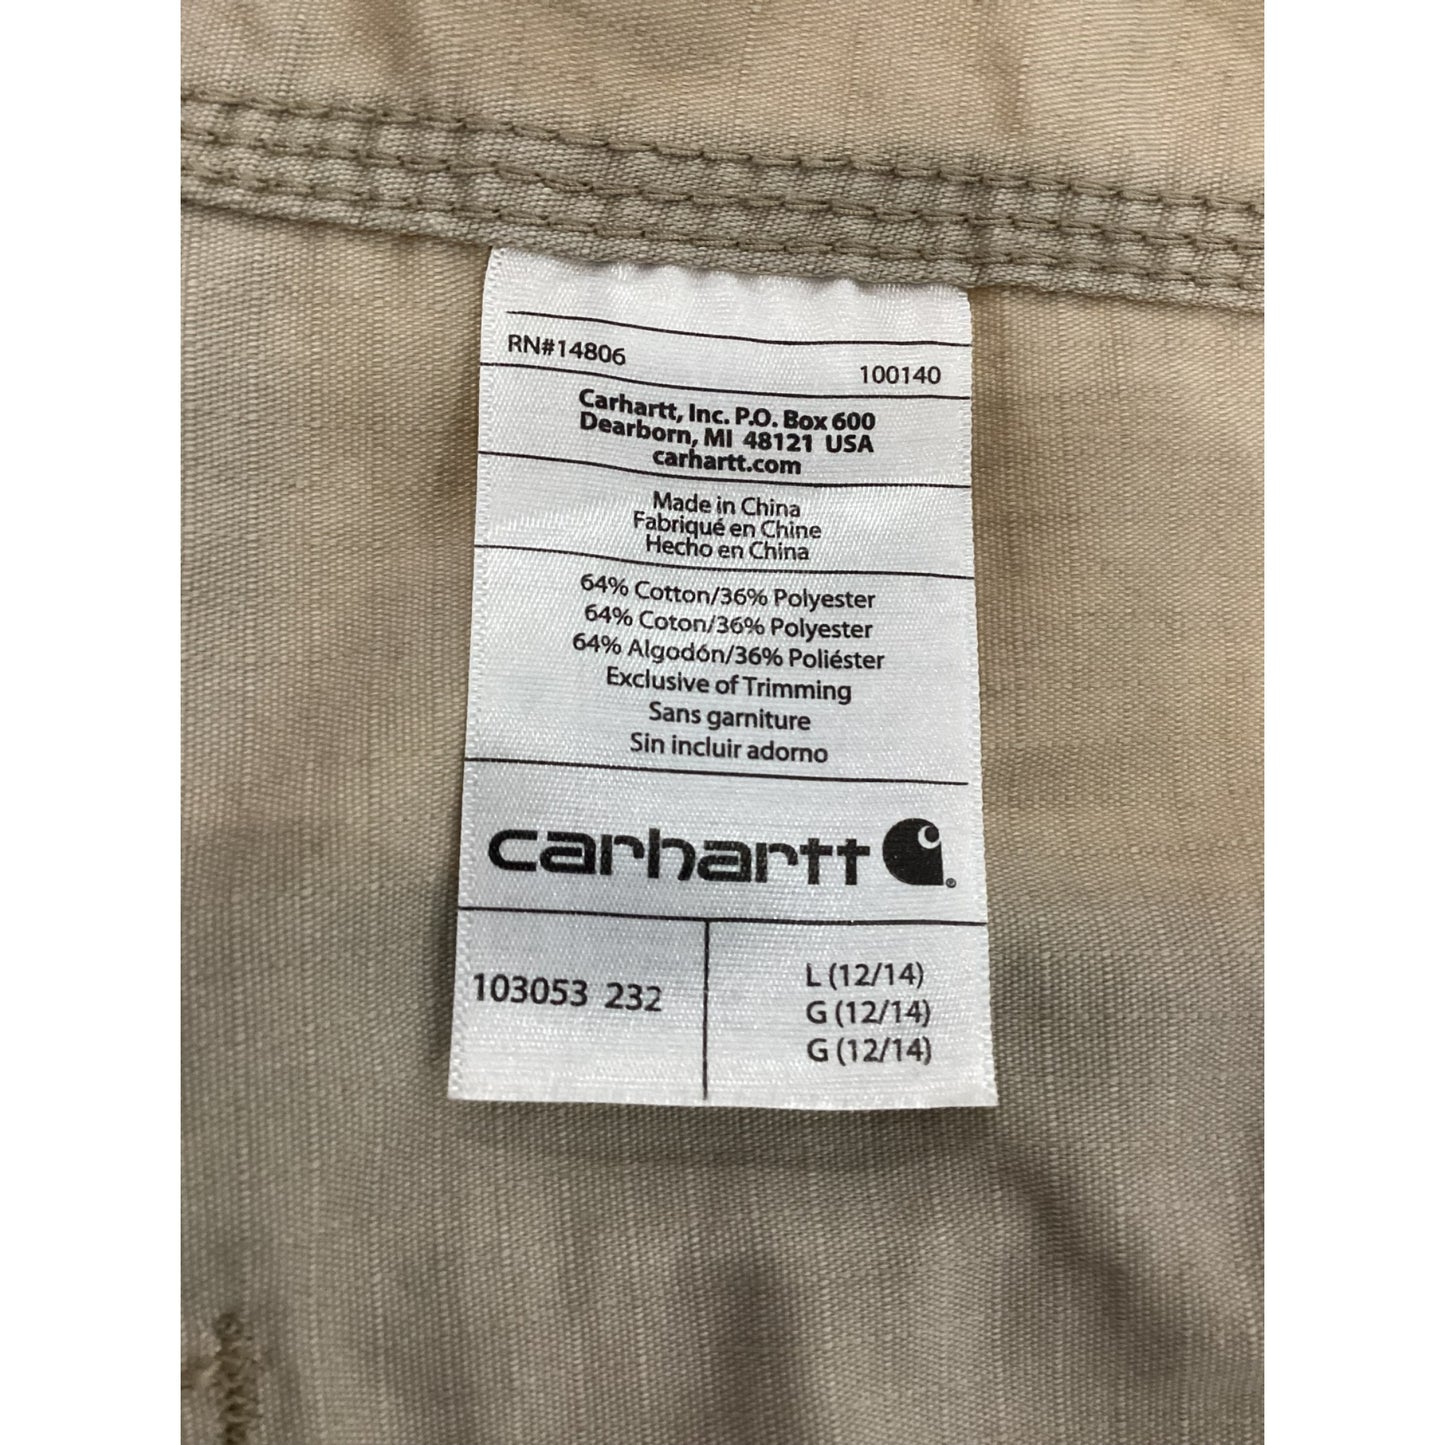 RN#14806
100140
Carhartt, Inc. P.O. Box 600
Dearborn, MI 48121 USA
carhartt.com
Made in China
Fabriqué en Chine
Hecho en China
64% Cotton/36% Polyester
64% Coton/36% Polyester
64% Algodón/36% Poliéster
Exclusive of Trimming
Sans garniture
Sin incluir adorno
carhartt®
103053 232
L (12/14)
G (12/14)
G (12/14)